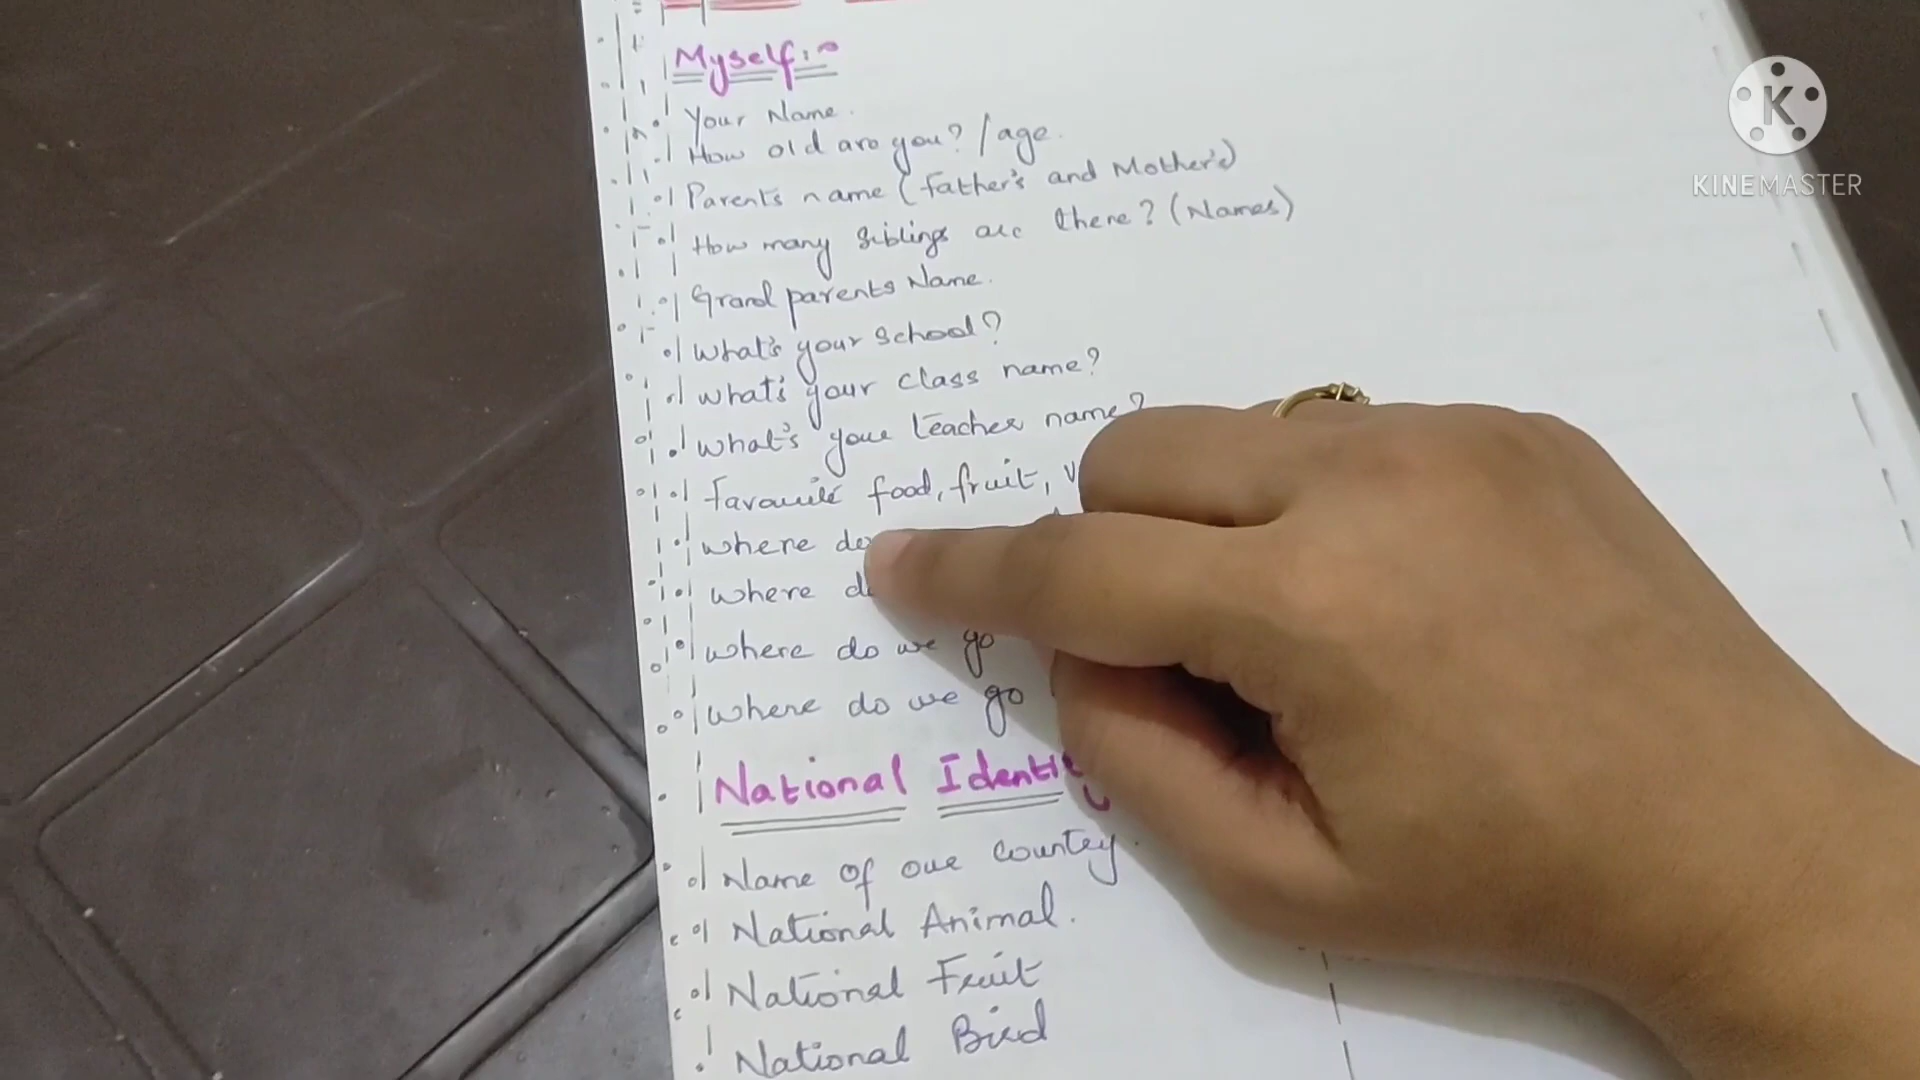 Myself:-
Your Name.
How old are you? / age.
Parents name (Father's and Mother's)
How many siblings are there? (Names)
Grand parents Name.
What's your school?
What's your class name?
What's your teacher name?
Favourite food, fruit, V
where do
where d
where do we go
where do we go
National Identity
Name of our Country.
National Animal.
National Fruit
National Bird
K
KINEMASTER